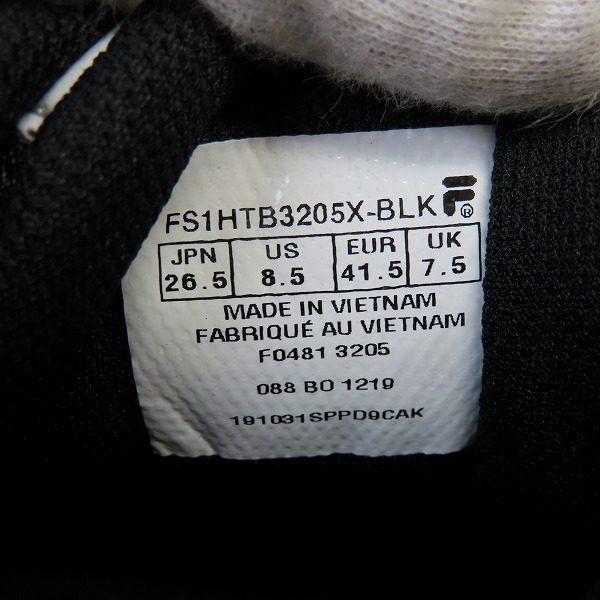 FS1HTB3205X-BLK F®
JPN US EUR UK
26.5 8.5 41.5 7.5
MADE IN VIETNAM
FABRIQUÉ AU VIETNAM
F0481 3205
088 BO 1219
191031SPPD9CAK